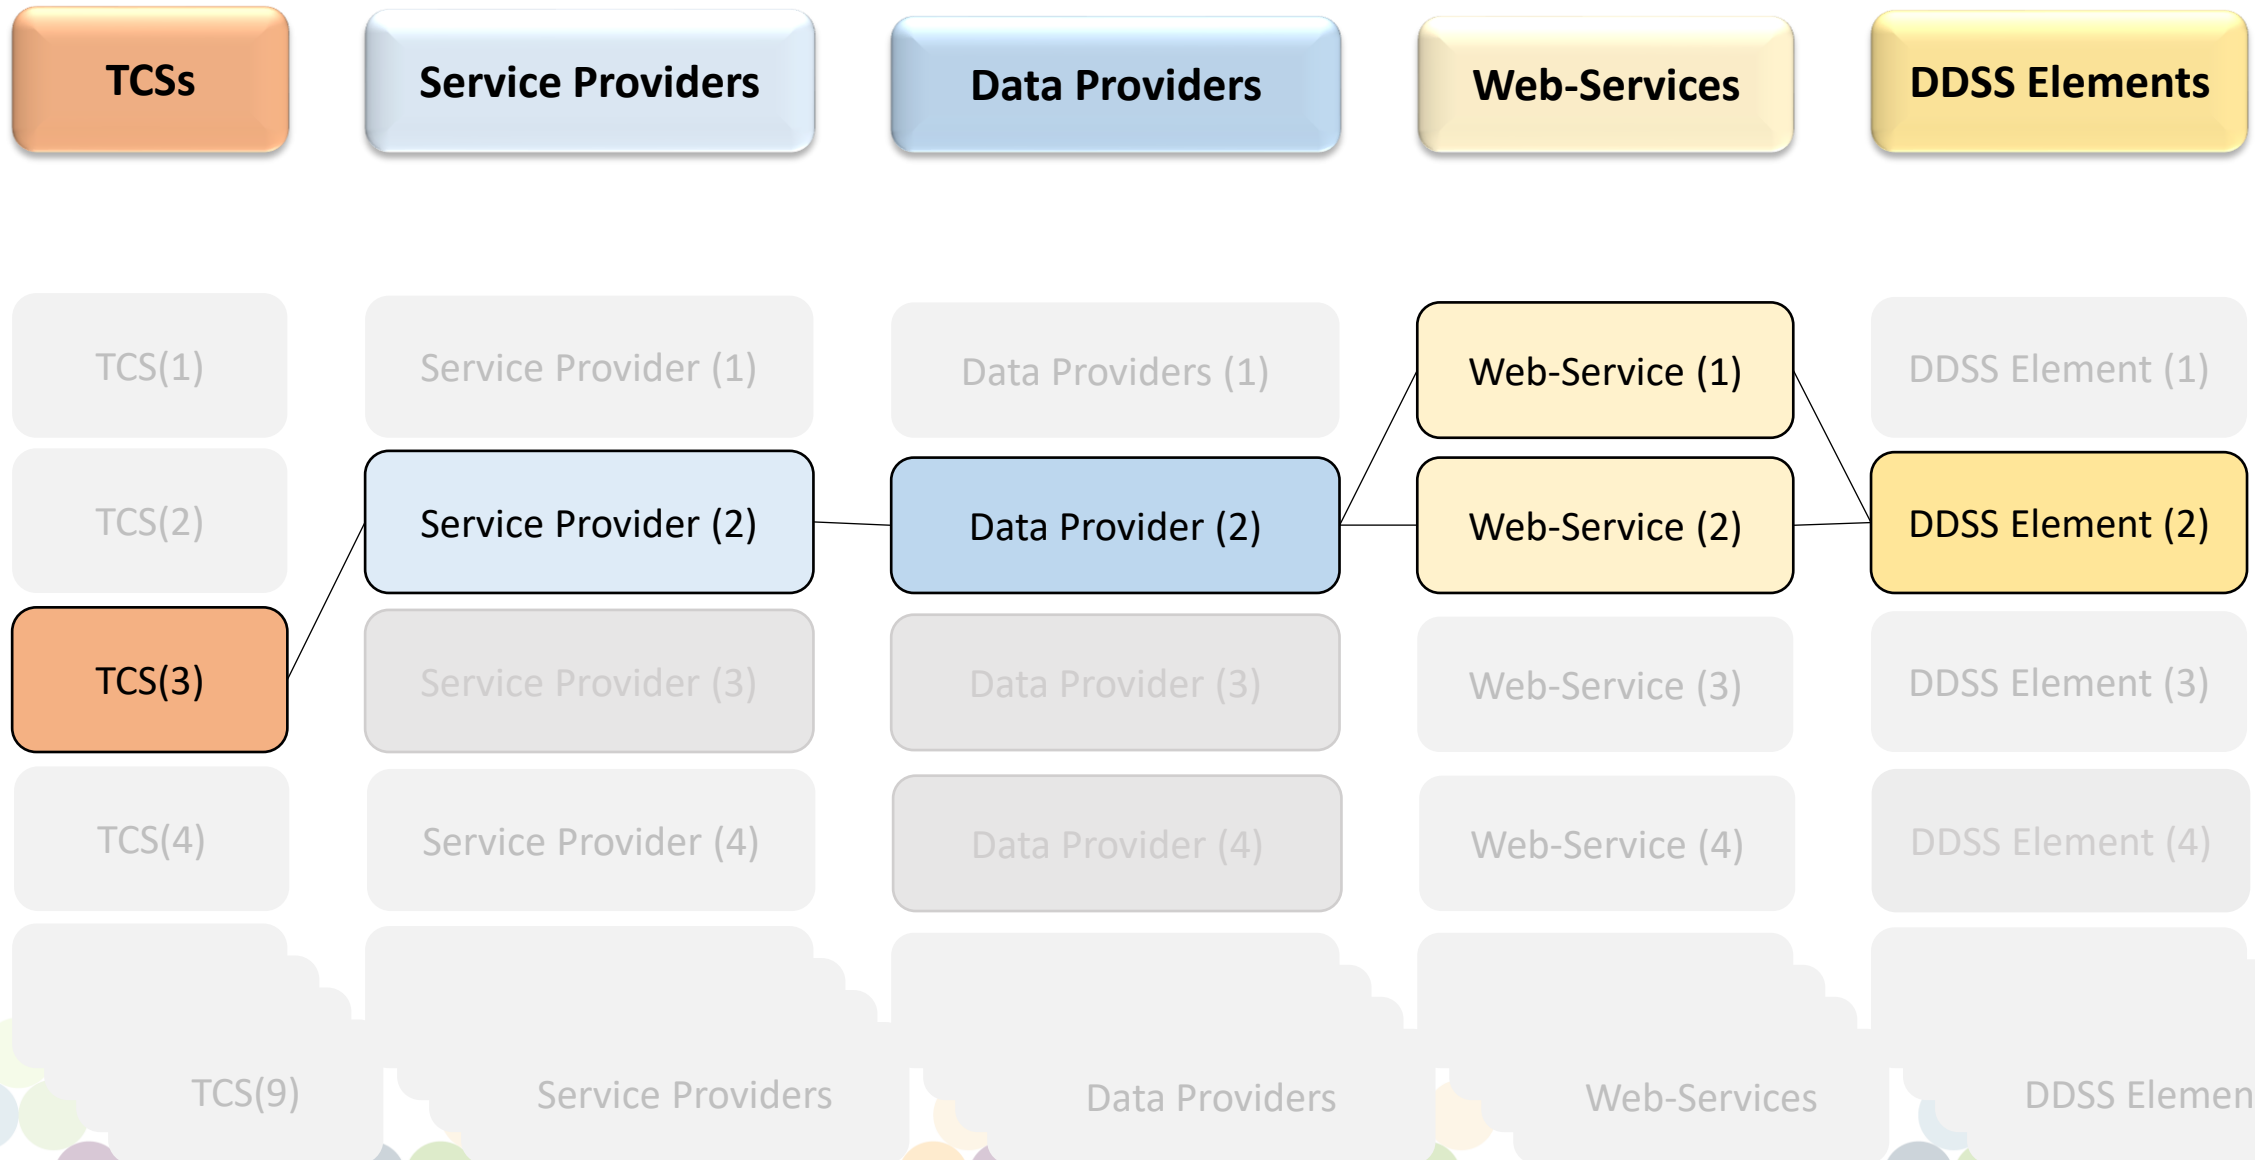 TCSs
Service Providers
Data Providers
Web-Services
DDSS Elements
TCS(1)
Service Provider (1)
Data Providers (1)
Web-Service (1)
DDSS Element (1)
TCS(2)
Service Provider (2)
Data Provider (2)
Web-Service (2)
DDSS Element (2)
TCS(3)
Service Provider (3)
Data Provider (3)
Web-Service (3)
DDSS Element (3)
TCS(4)
Service Provider (4)
Data Provider (4)
Web-Service (4)
DDSS Element (4)
TCS(9)
Service Providers
Data Providers
Web-Services
DDSS Elemen